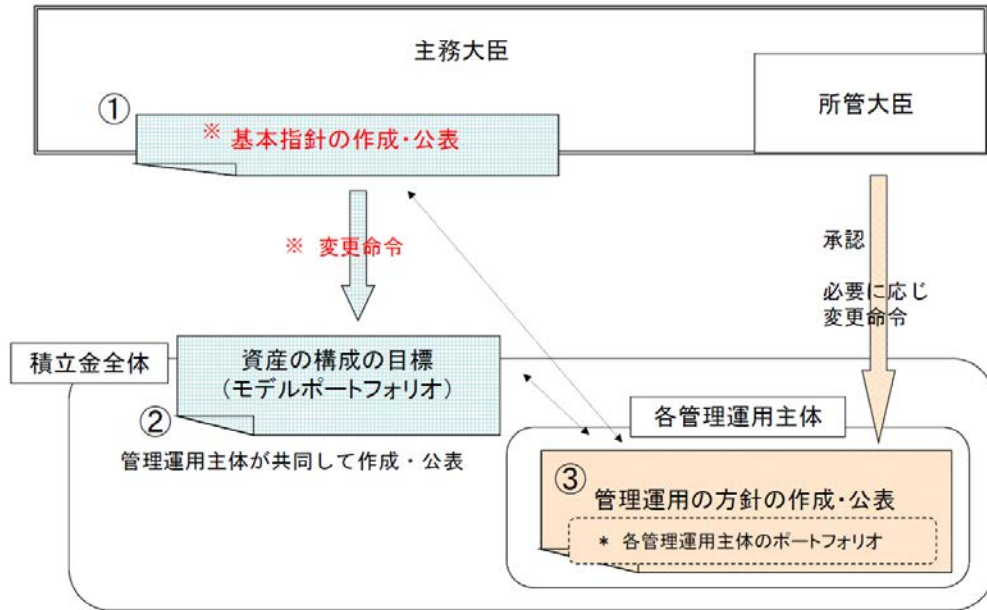 主務大臣
所管大臣
①
※ 基本指針の作成・公表
※ 変更命令
承認
必要に応じ
変更命令
積立金全体
資産の構成の目標
(モデルポートフォリオ)
②
管理運用主体が共同して作成・公表
各管理運用主体
③
管理運用の方針の作成・公表
* 各管理運用主体のポートフォリオ